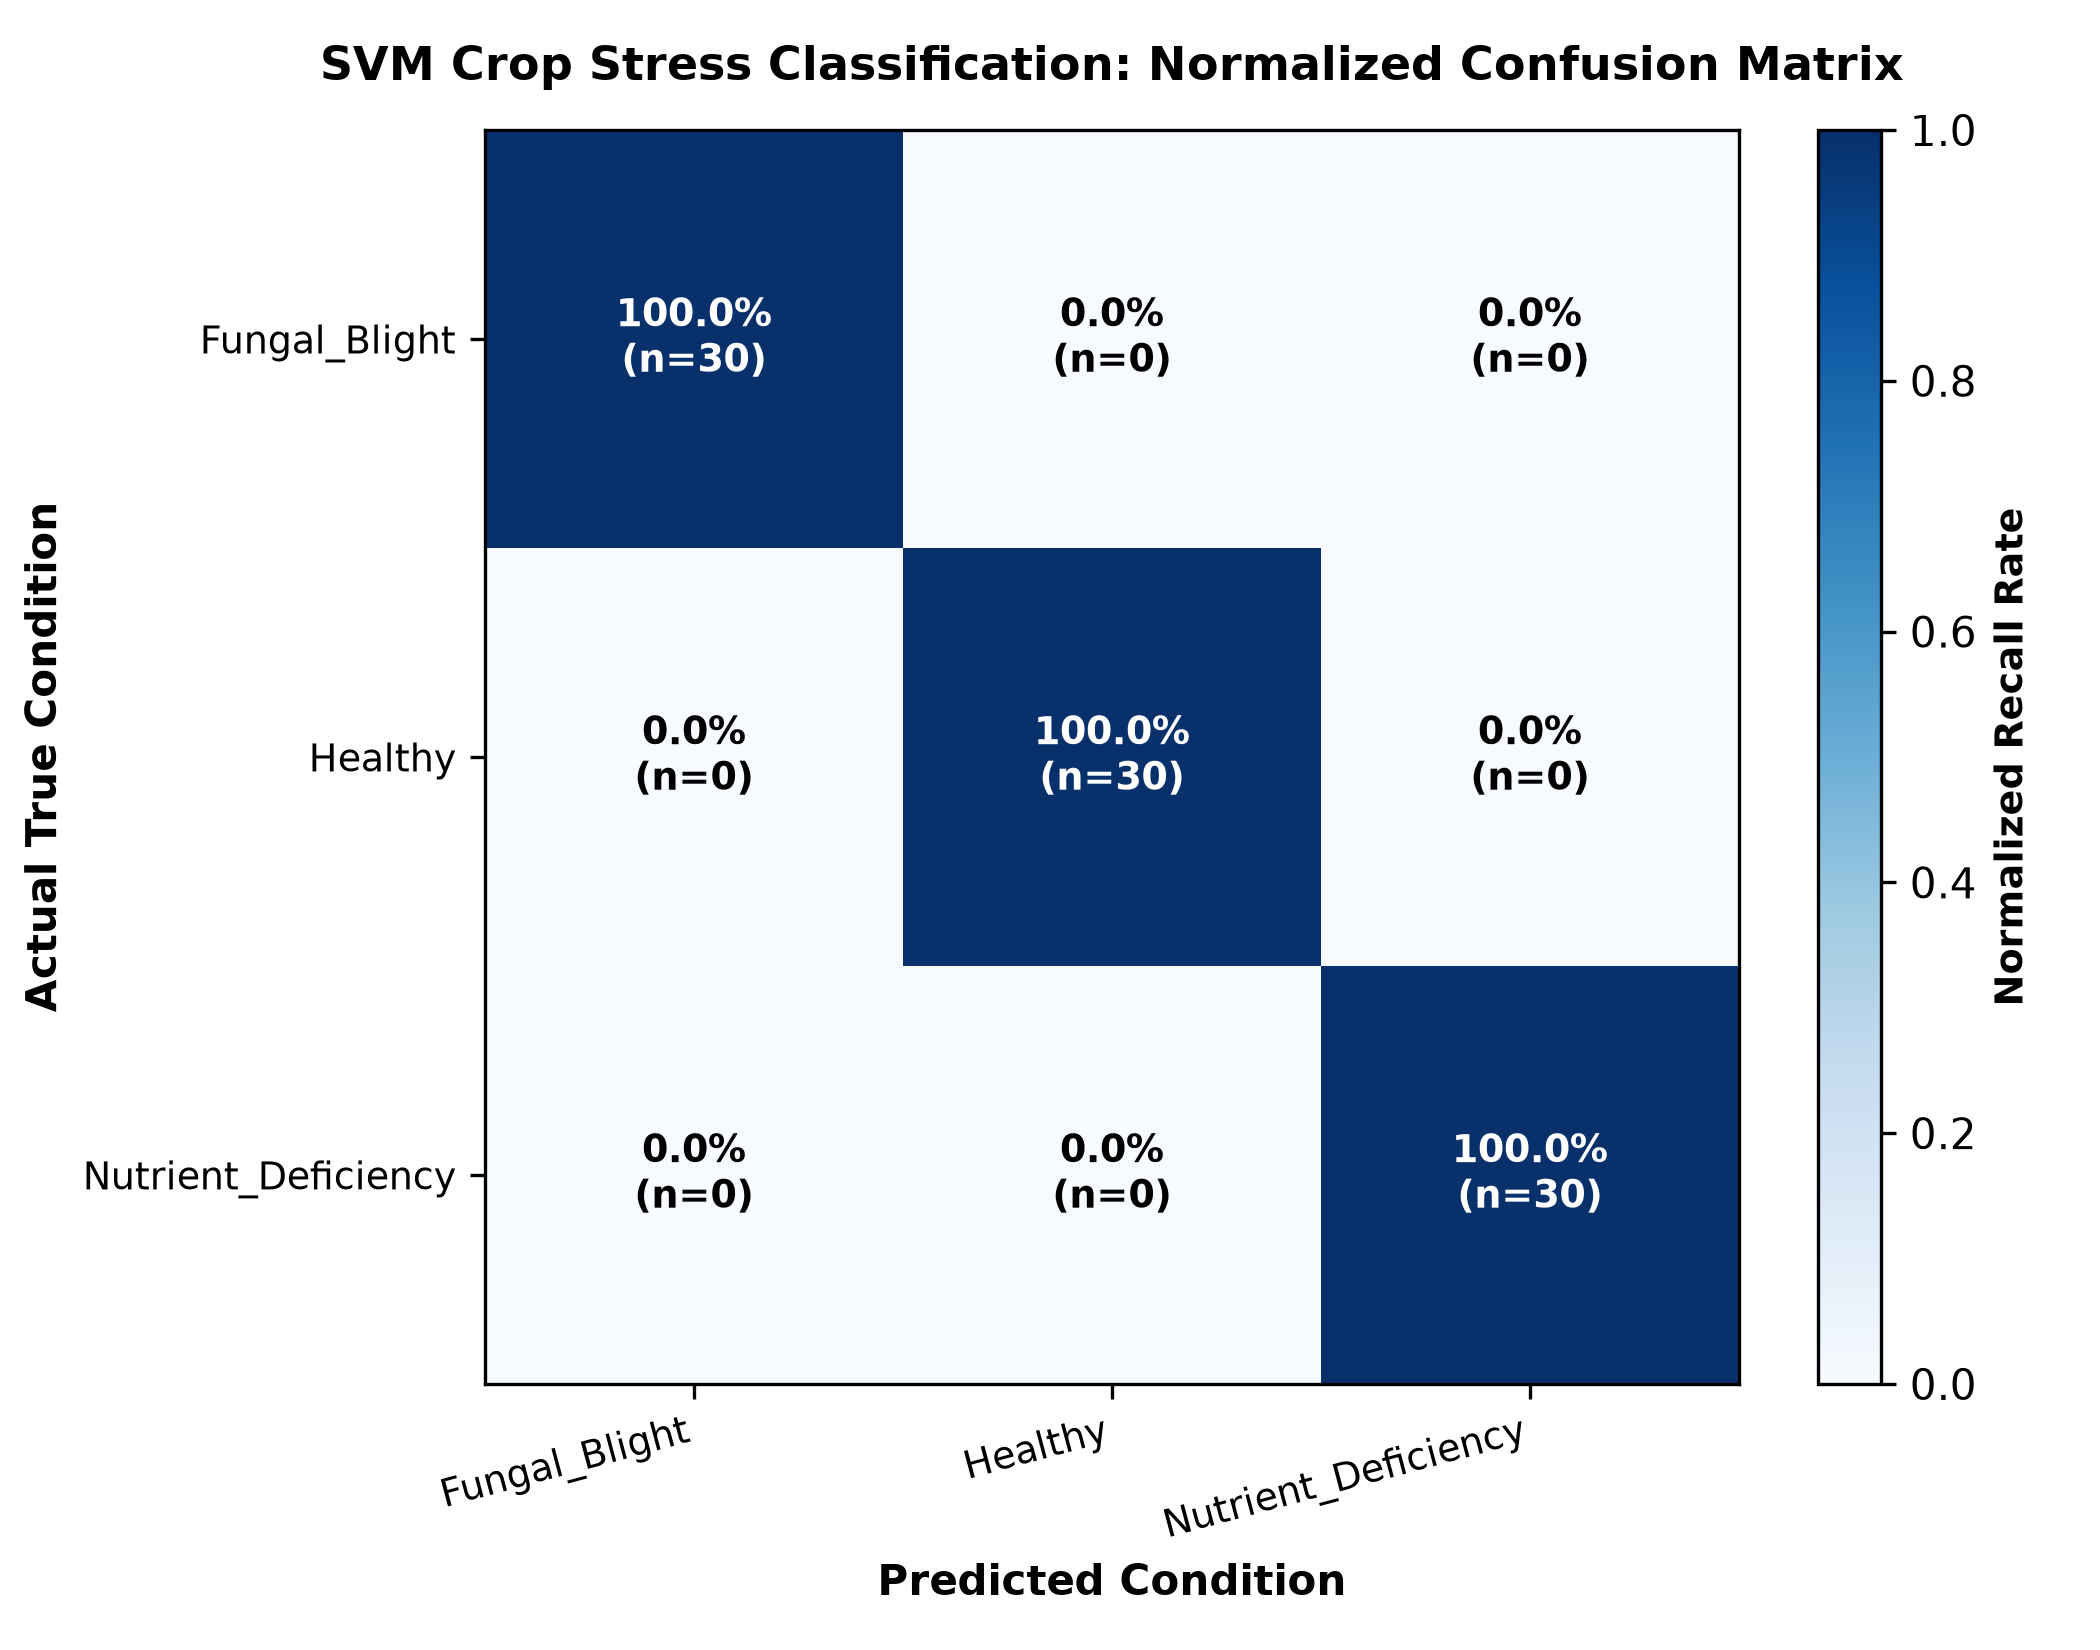 SVM Crop Stress Classification: Normalized Confusion Matrix
Actual True Condition
Fungal_Blight
Healthy
Nutrient_Deficiency
100.0%
(n=30)
0.0%
(n=0)
0.0%
(n=0)
0.0%
(n=0)
100.0%
(n=30)
0.0%
(n=0)
0.0%
(n=0)
0.0%
(n=0)
100.0%
(n=30)
Fungal_Blight
Healthy
Nutrient_Deficiency
Predicted Condition
1.0
0.8
0.6
0.4
0.2
0.0
Normalized Recall Rate